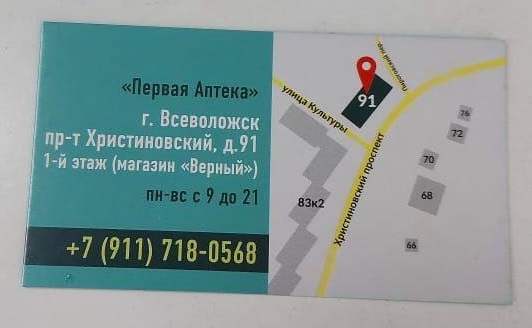 «Первая Аптека»
г. Всеволожск
пр-т Христиновский, д.91
1-й этаж (магазин «Верный»)
пн-вс с 9 до 21
+7 (911) 718-0568
91
улица Культуры
Христиновский проспект
83к2
76
72
70
68
66